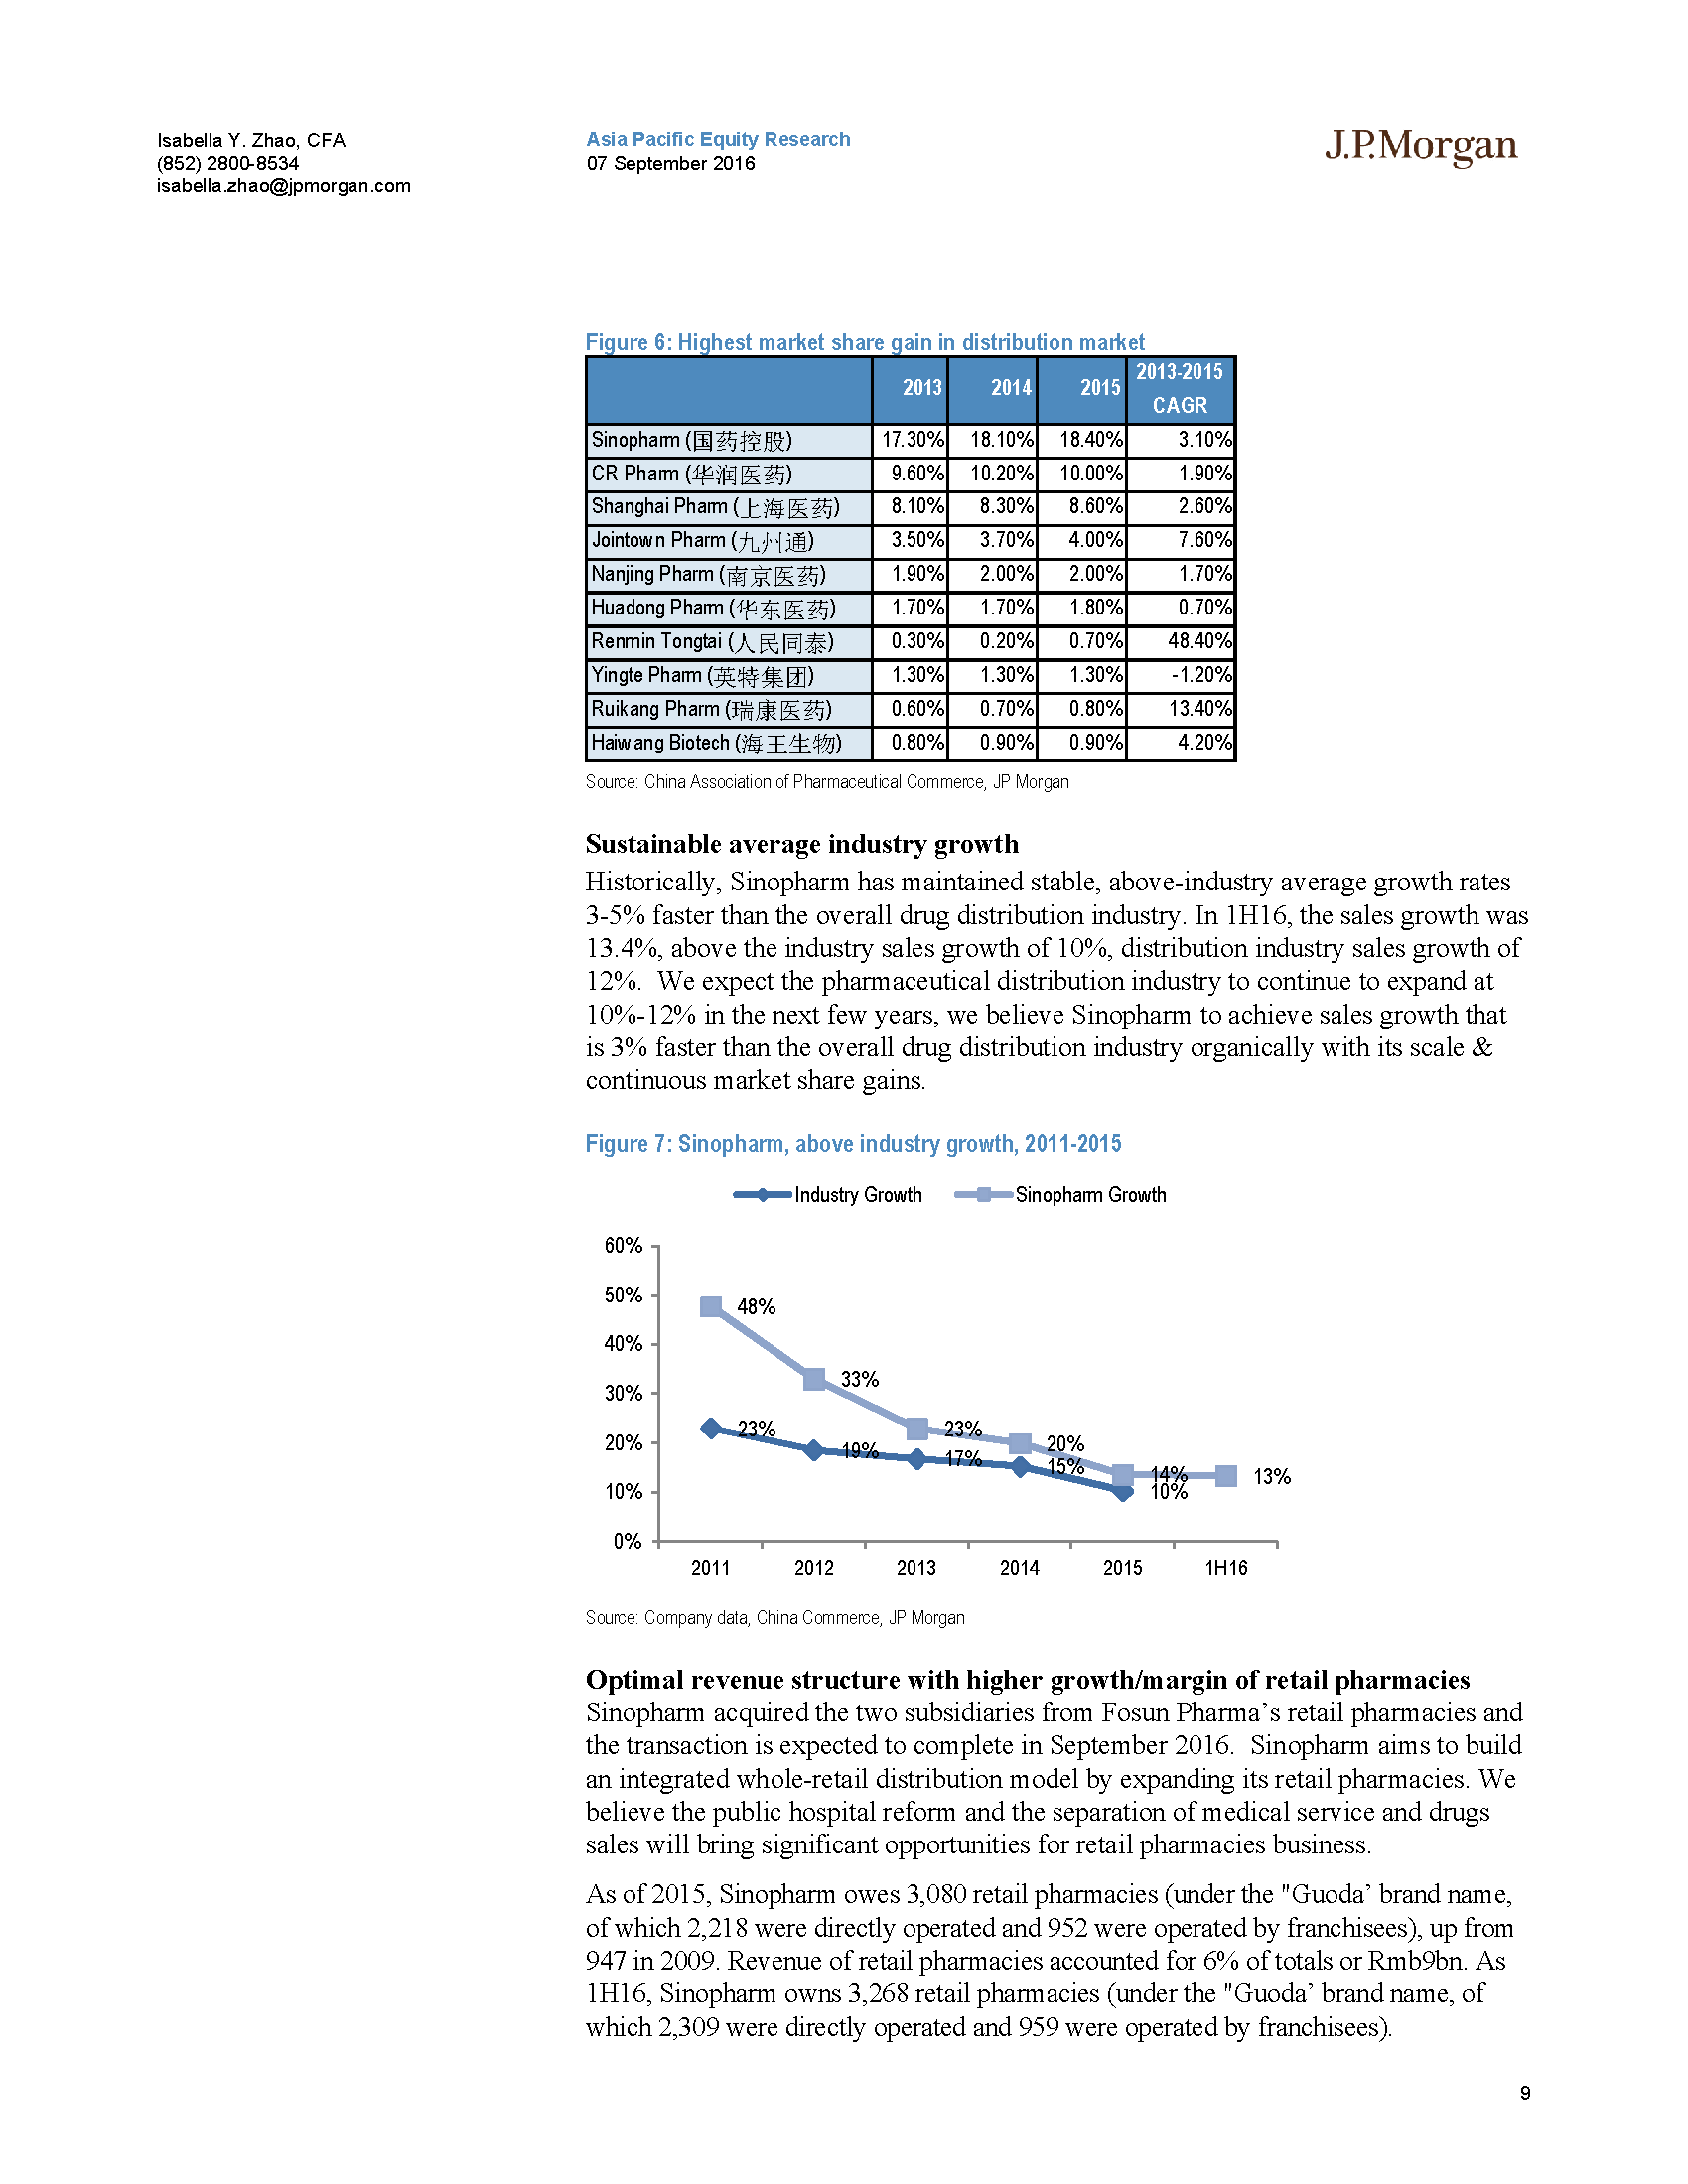 Isabella Y. Zhao, CFA
(852) 2800-8534
isabella.zhao@jpmorgan.com
Asia Pacific Equity Research
07 September 2016
J.P.Morgan
Figure 6: Highest market share gain in distribution market
2013 2014 2015 2013-2015 CAGR
Sinopharm (国药控股) 17.30% 18.10% 18.40% 3.10%
CR Pharm (华润医药) 9.60% 10.20% 10.00% 1.90%
Shanghai Pharm (上海医药) 8.10% 8.30% 8.60% 2.60%
Jointown Pharm (九州通) 3.50% 3.70% 4.00% 7.60%
Nanjing Pharm (南京医药) 1.90% 2.00% 2.00% 1.70%
Huadong Pharm (华东医药) 1.70% 1.70% 1.80% 0.70%
Renmin Tongtai (人民同泰) 0.30% 0.20% 0.70% 48.40%
Yingte Pharm (英特集团) 1.30% 1.30% 1.30% -1.20%
Ruikang Pharm (瑞康医药) 0.60% 0.70% 0.80% 13.40%
Haiwang Biotech (海王生物) 0.80% 0.90% 0.90% 4.20%
Source: China Association of Pharmaceutical Commerce, JP Morgan
Sustainable average industry growth
Historically, Sinopharm has maintained stable, above-industry average growth rates
3-5% faster than the overall drug distribution industry. In 1H16, the sales growth was
13.4%, above the industry sales growth of 10%, distribution industry sales growth of
12%.  We expect the pharmaceutical distribution industry to continue to expand at
10%-12% in the next few years, we believe Sinopharm to achieve sales growth that
is 3% faster than the overall drug distribution industry organically with its scale &
continuous market share gains.
Figure 7: Sinopharm, above industry growth, 2011-2015
Industry Growth Sinopharm Growth
60%
50%
40%
30%
20%
10%
0%
48%
33%
23%
20%
14%
13%
23%
19%
17%
15%
10%
2011 2012 2013 2014 2015 1H16
Source: Company data, China Commerce, JP Morgan
Optimal revenue structure with higher growth/margin of retail pharmacies
Sinopharm acquired the two subsidiaries from Fosun Pharma’s retail pharmacies and
the transaction is expected to complete in September 2016.  Sinopharm aims to build
an integrated whole-retail distribution model by expanding its retail pharmacies. We
believe the public hospital reform and the separation of medical service and drugs
sales will bring significant opportunities for retail pharmacies business.
As of 2015, Sinopharm owes 3,080 retail pharmacies (under the "Guoda’ brand name,
of which 2,218 were directly operated and 952 were operated by franchisees), up from
947 in 2009. Revenue of retail pharmacies accounted for 6% of totals or Rmb9bn. As
1H16, Sinopharm owns 3,268 retail pharmacies (under the "Guoda’ brand name, of
which 2,309 were directly operated and 959 were operated by franchisees).
9